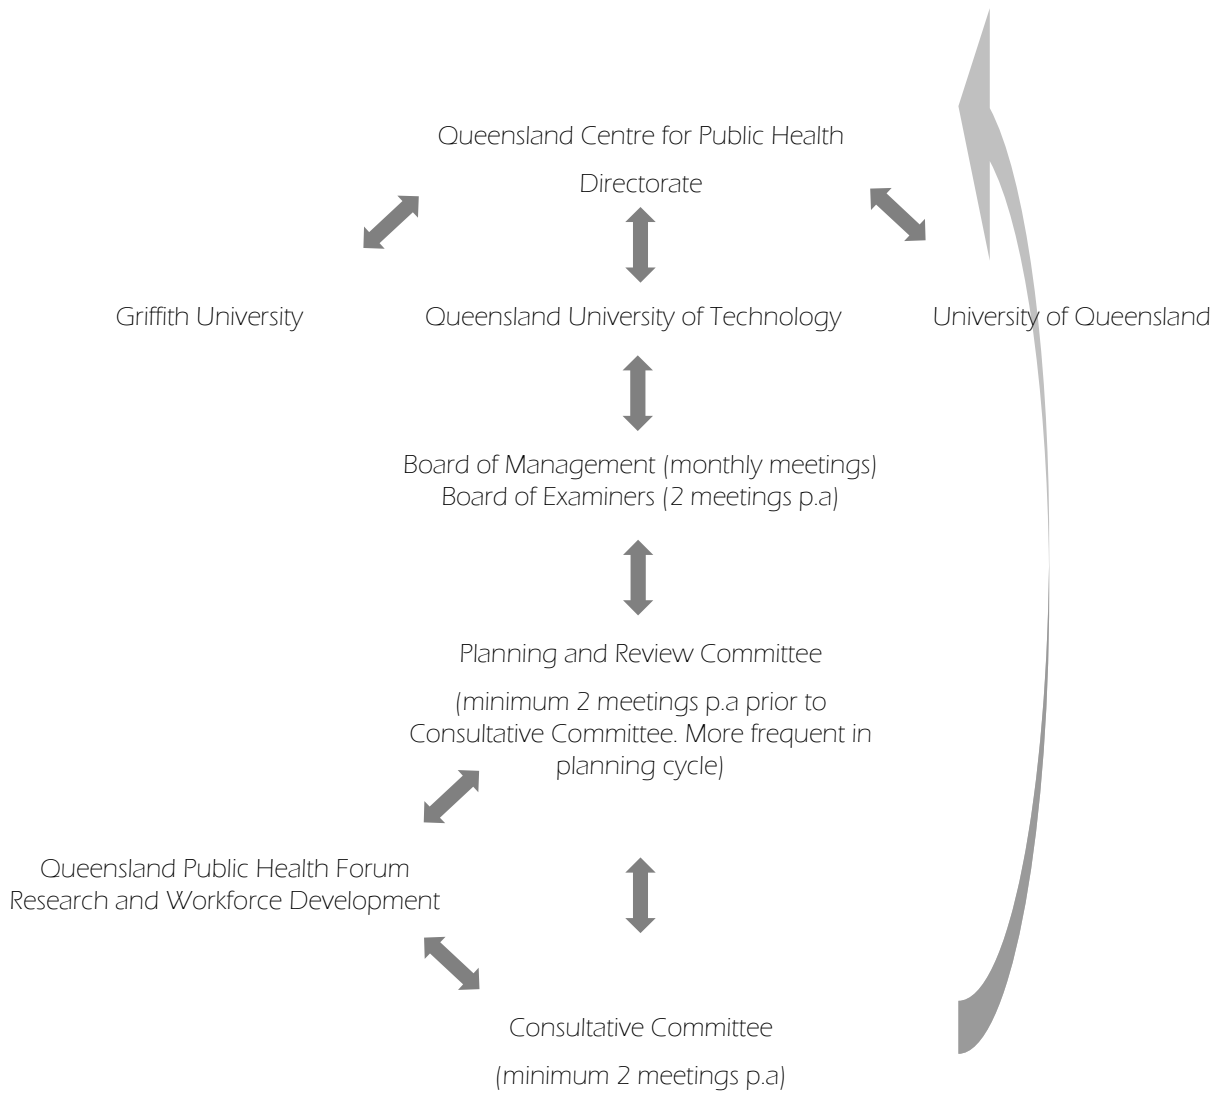 Queensland Centre for Public Health
Directorate
Griffith University
Queensland University of Technology
University of Queensland
Board of Management (monthly meetings)
Board of Examiners (2 meetings p.a)
Planning and Review Committee
(minimum 2 meetings p.a prior to
Consultative Committee. More frequent in
planning cycle)
Queensland Public Health Forum
Research and Workforce Development
Consultative Committee
(minimum 2 meetings p.a)